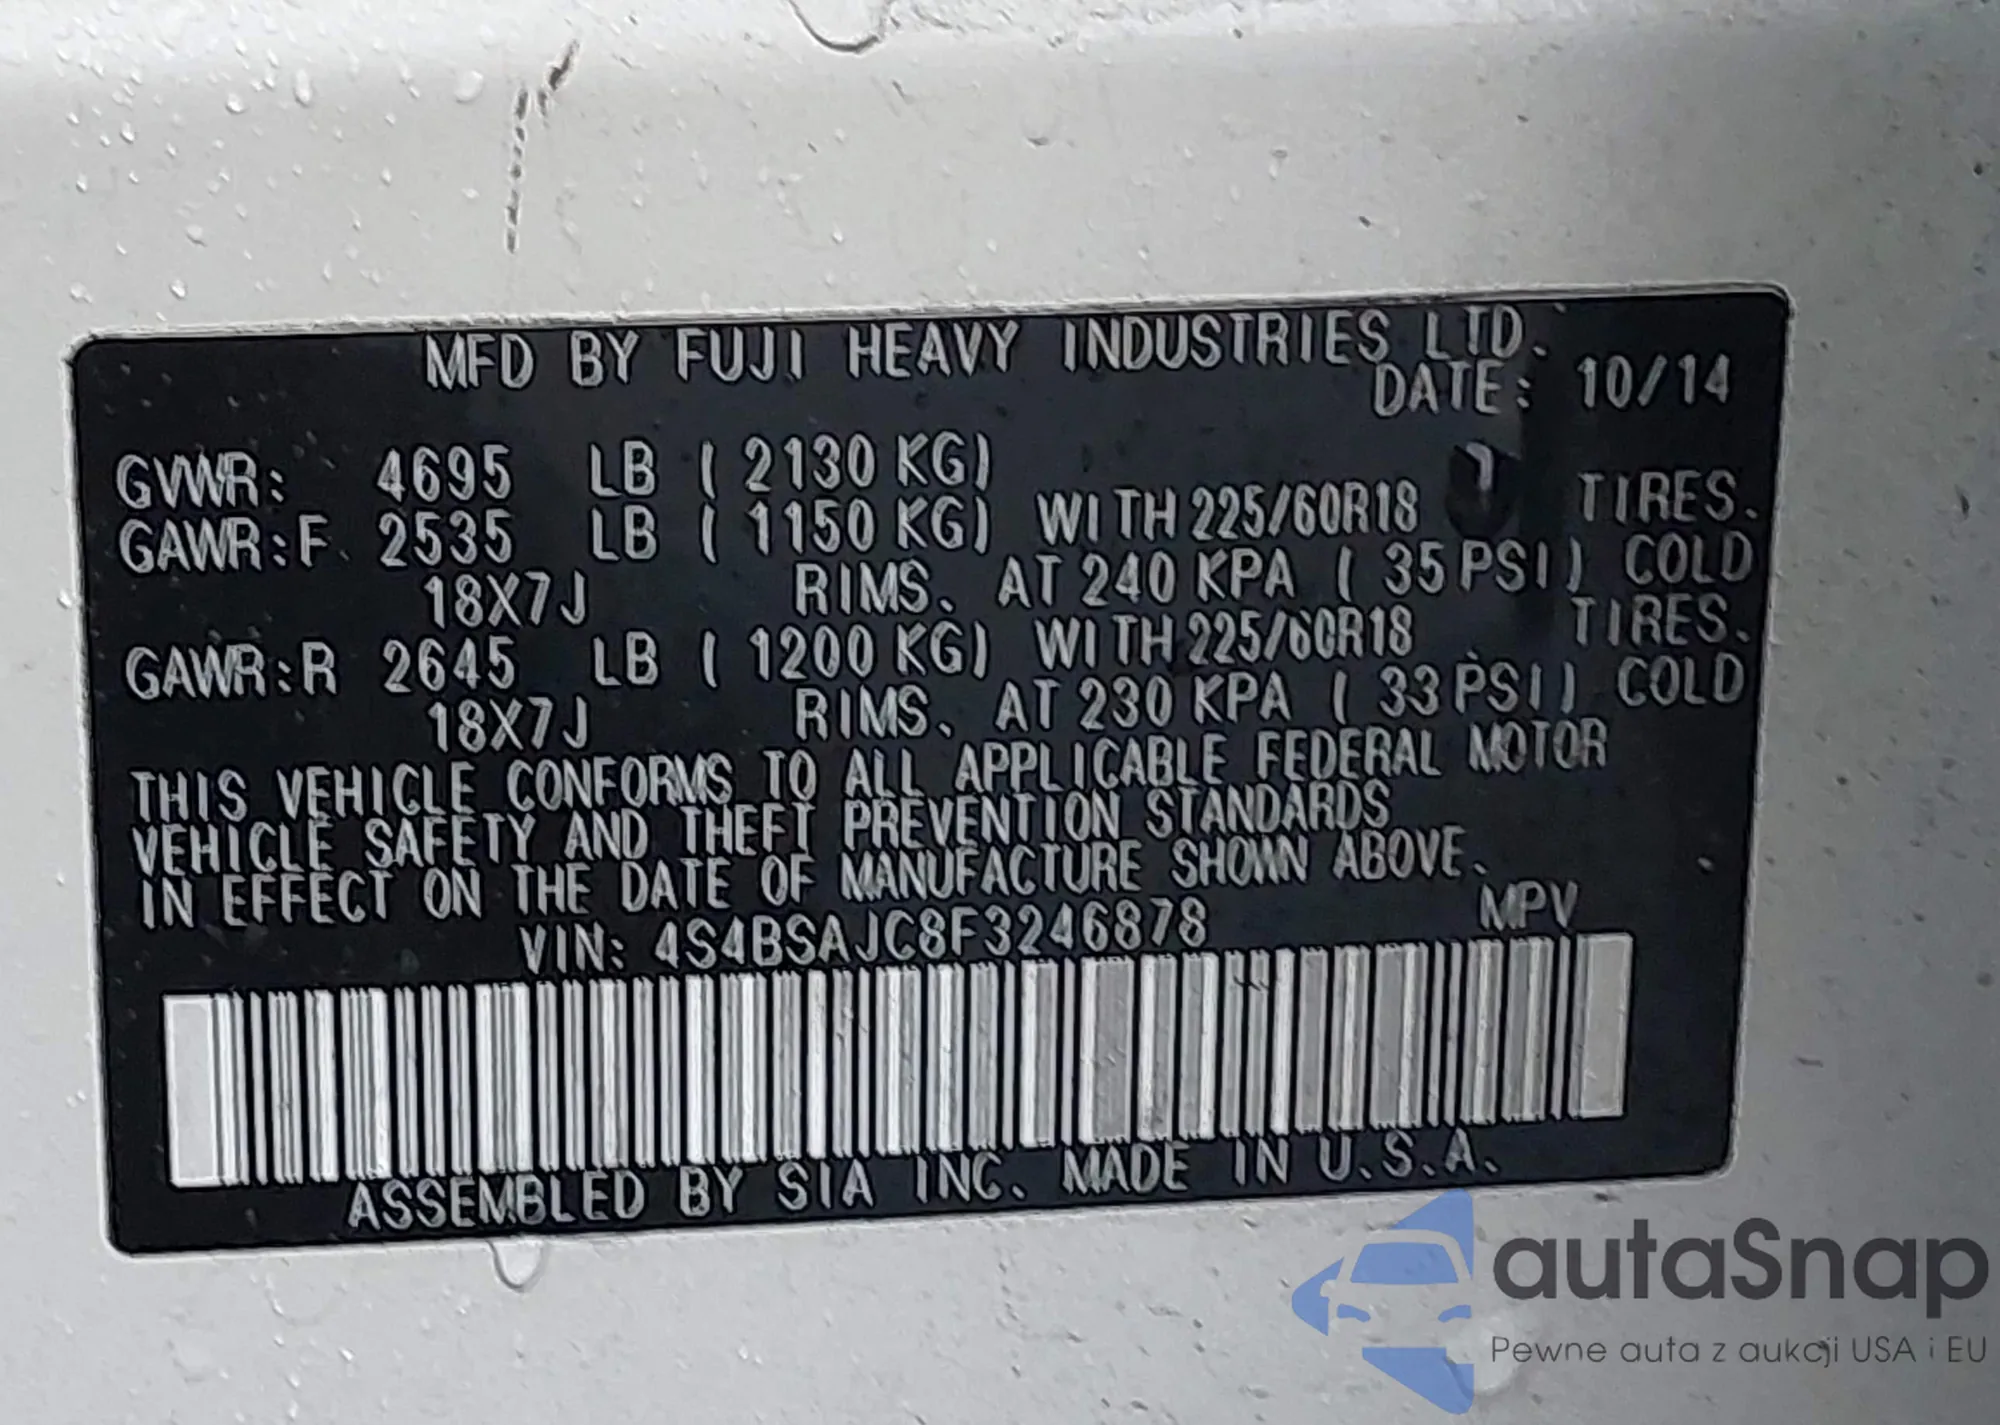 MFD BY FUJI HEAVY INDUSTRIES LTD.
DATE: 10/14
GVWR: 4695 LB ( 2130 KG)
GAWR:F 2535 LB ( 1150 KG) WITH 225/60R18 TIRES.
18X7J RIMS. AT 240 KPA ( 35 PSI) COLD
GAWR:R 2645 LB ( 1200 KG) WITH 225/60R18 TIRES.
18X7J RIMS. AT 230 KPA ( 33 PSI) COLD
THIS VEHICLE CONFORMS TO ALL APPLICABLE FEDERAL MOTOR
VEHICLE SAFETY AND THEFT PREVENTION STANDARDS
IN EFFECT ON THE DATE OF MANUFACTURE SHOWN ABOVE.
VIN: 4S4BSAJC8F3246878 MPV
ASSEMBLED BY SIA INC. MADE IN U.S.A.
autaSnap
Pewne auta z aukcji USA i EU